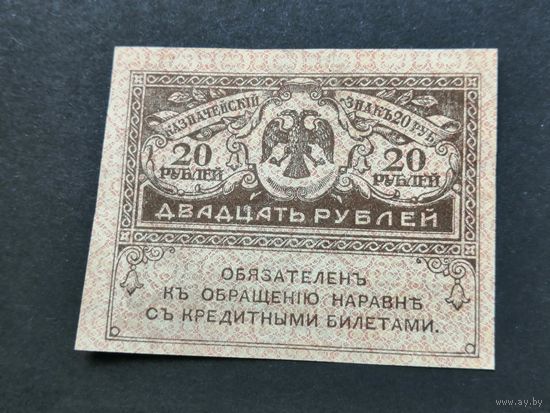 КАЗНАЧЕЙСКІЙ ЗНАКЪ 20 РУБ.
20 РУБЛЕЙ
20 РУБЛЕЙ
ДВАДЦАТЬ РУБЛЕЙ
ОБЯЗАТЕЛЕНЪ
КЪ ОБРАЩЕНІЮ НАРАВНѢ
СЪ КРЕДИТНЫМИ БИЛЕТАМИ.
www.ay.by